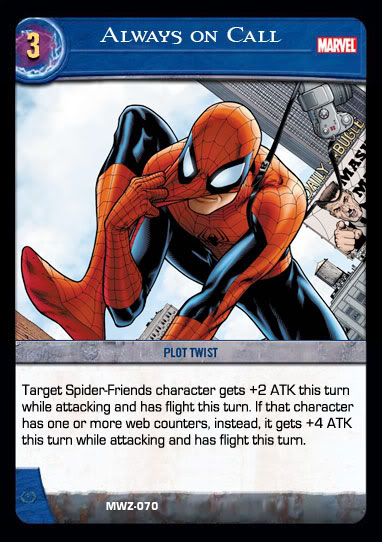 3
Always on Call
MARVEL
DAILY BUGLE
PLOT TWIST
Target Spider-Friends character gets +2 ATK this turn
while attacking and has flight this turn. If that character
has one or more web counters, instead, it gets +4 ATK
this turn while attacking and has flight this turn.
MWZ-070